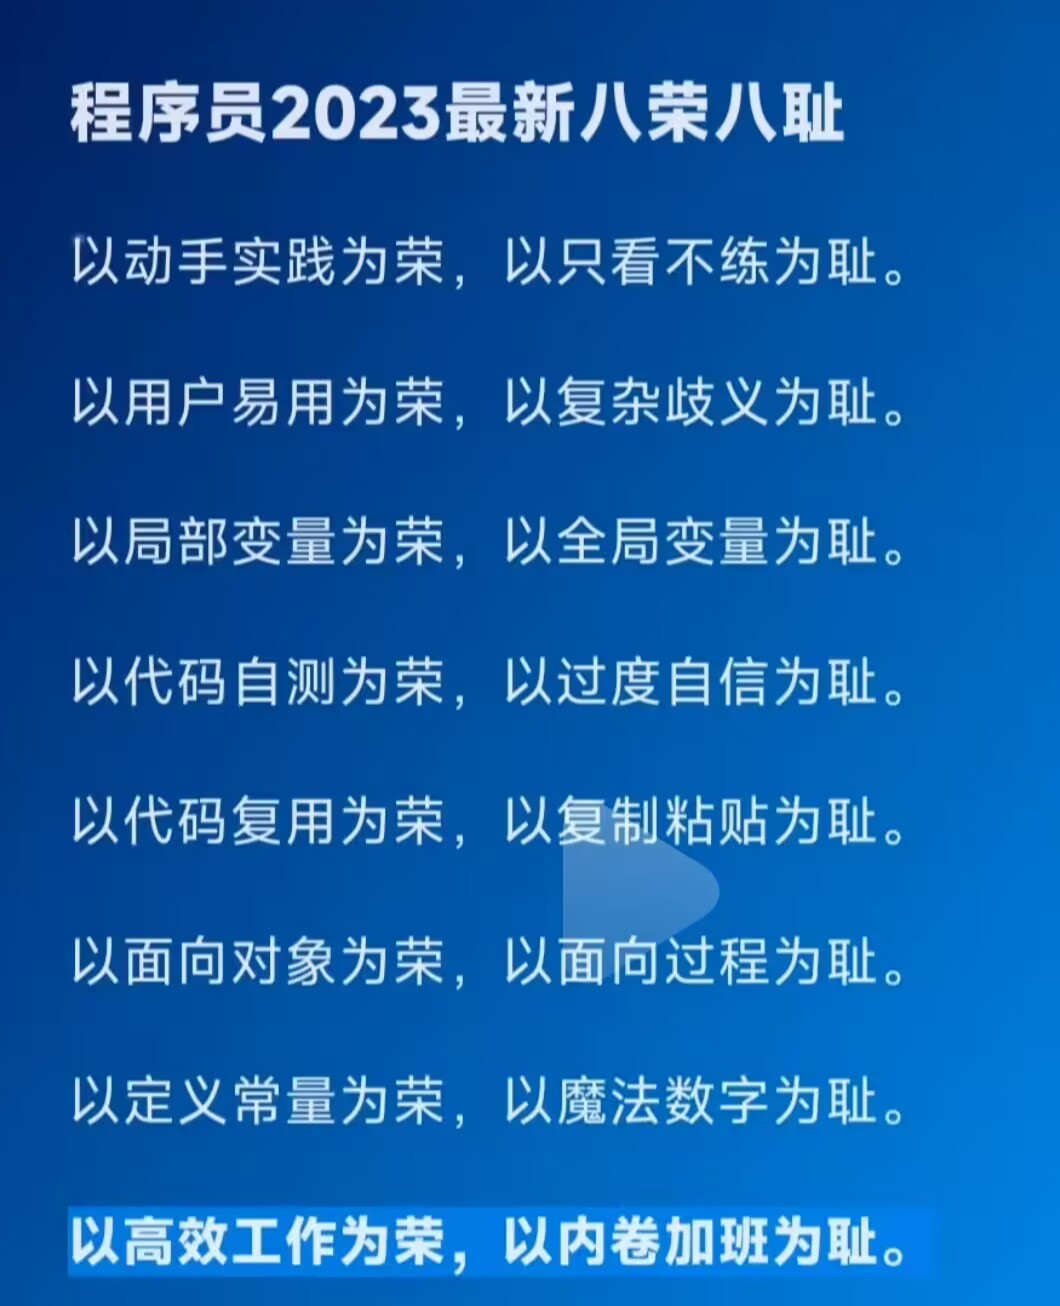 程序员2023最新八荣八耻
以动手实践为荣，以只看不练为耻。
以用户易用为荣，以复杂歧义为耻。
以局部变量为荣，以全局变量为耻。
以代码自测为荣，以过度自信为耻。
以代码复用为荣，以复制粘贴为耻。
以面向对象为荣，以面向过程为耻。
以定义常量为荣，以魔法数字为耻。
以高效工作为荣，以内卷加班为耻。